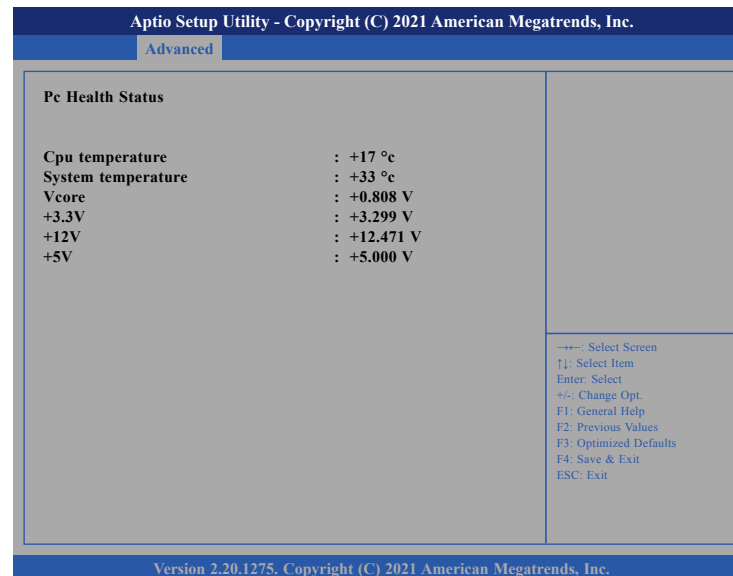 Aptio Setup Utility - Copyright (C) 2021 American Megatrends, Inc.
Advanced
Pc Health Status
Cpu temperature : +17 °c
System temperature : +33 °c
Vcore : +0.808 V
+3.3V : +3.299 V
+12V : +12.471 V
+5V : +5.000 V
→←: Select Screen
↑↓: Select Item
Enter: Select
+/-: Change Opt.
F1: General Help
F2: Previous Values
F3: Optimized Defaults
F4: Save & Exit
ESC: Exit
Version 2.20.1275. Copyright (C) 2021 American Megatrends, Inc.